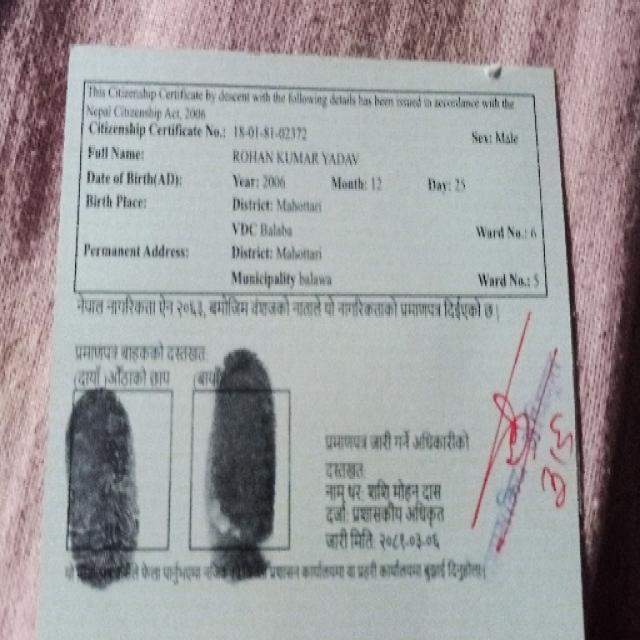 This Citizenship Certificate by descent with the following details has been issued in accordance with the
Nepal Citizenship Act, 2006
Citizenship Certificate No.: 18-01-81-02372 Sex: Male
Full Name: ROHAN KUMAR YADAV
Date of Birth(AD): Year: 2006 Month: 12 Day: 25
Birth Place: District: Mahottari
VDC Balaba Ward No.: 6
Permanent Address: District: Mahottari
Municipality balawa Ward No.: 5
नेपाल नागरिकता ऐन २०६३, बमोजिम वंशजको नाताले यो नागरिकताको प्रमाणपत्र दिईएको छ।
प्रमाणपत्र बाहकको दस्तखत:
(दायाँ) औंठाको छाप
प्रमाणपत्र जारी गर्ने अधिकारीको
दस्तखत:
नाम थर: शशि मोहन दास
दर्जा: प्रशासकीय अधिकृत
जारी मिति: २०८१-०३-०६
फेला पार्नुभएमा प्रशासन कार्यालयमा वा प्रहरी कार्यालयमा बुझाई दिनुहोला